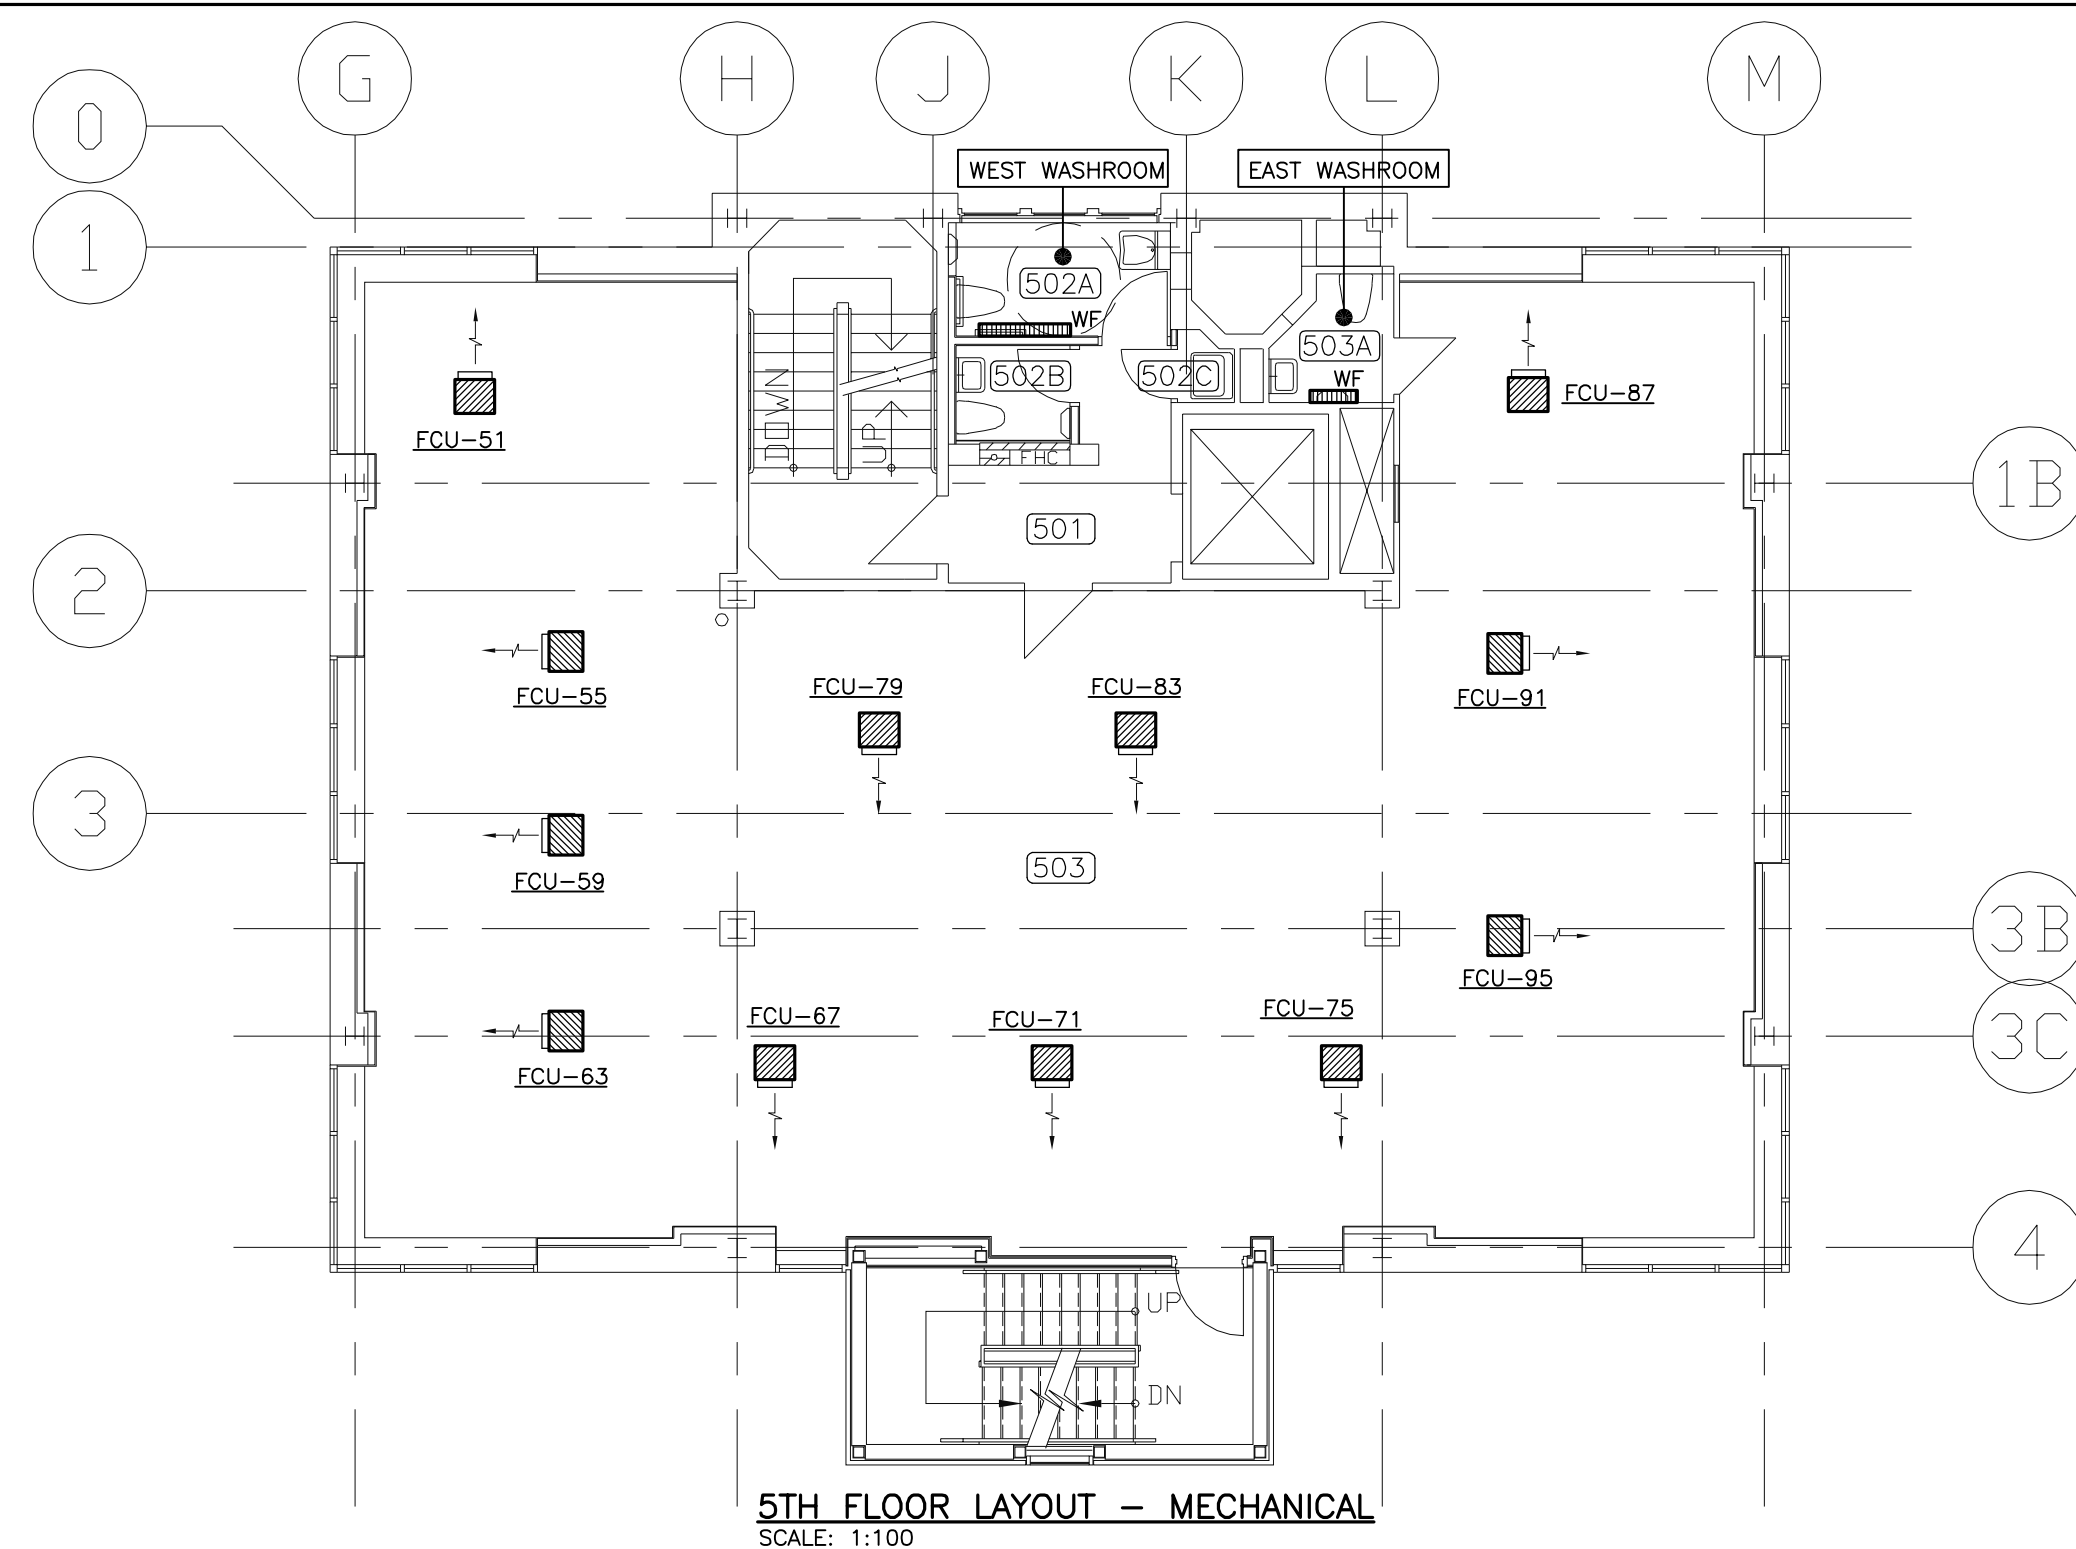 G H J K L M
0
1
WEST WASHROOM EAST WASHROOM
502A
WF
503A
502B 502C
WF
DOWN
UP
FHC
FCU-51
FCU-87
1B
501
2
FCU-55
FCU-79
FCU-83
FCU-91
3
503
FCU-59
3B
FCU-95
FCU-67
FCU-71
FCU-75
3C
FCU-63
4
UP
DN
5TH FLOOR LAYOUT - MECHANICAL
SCALE: 1:100